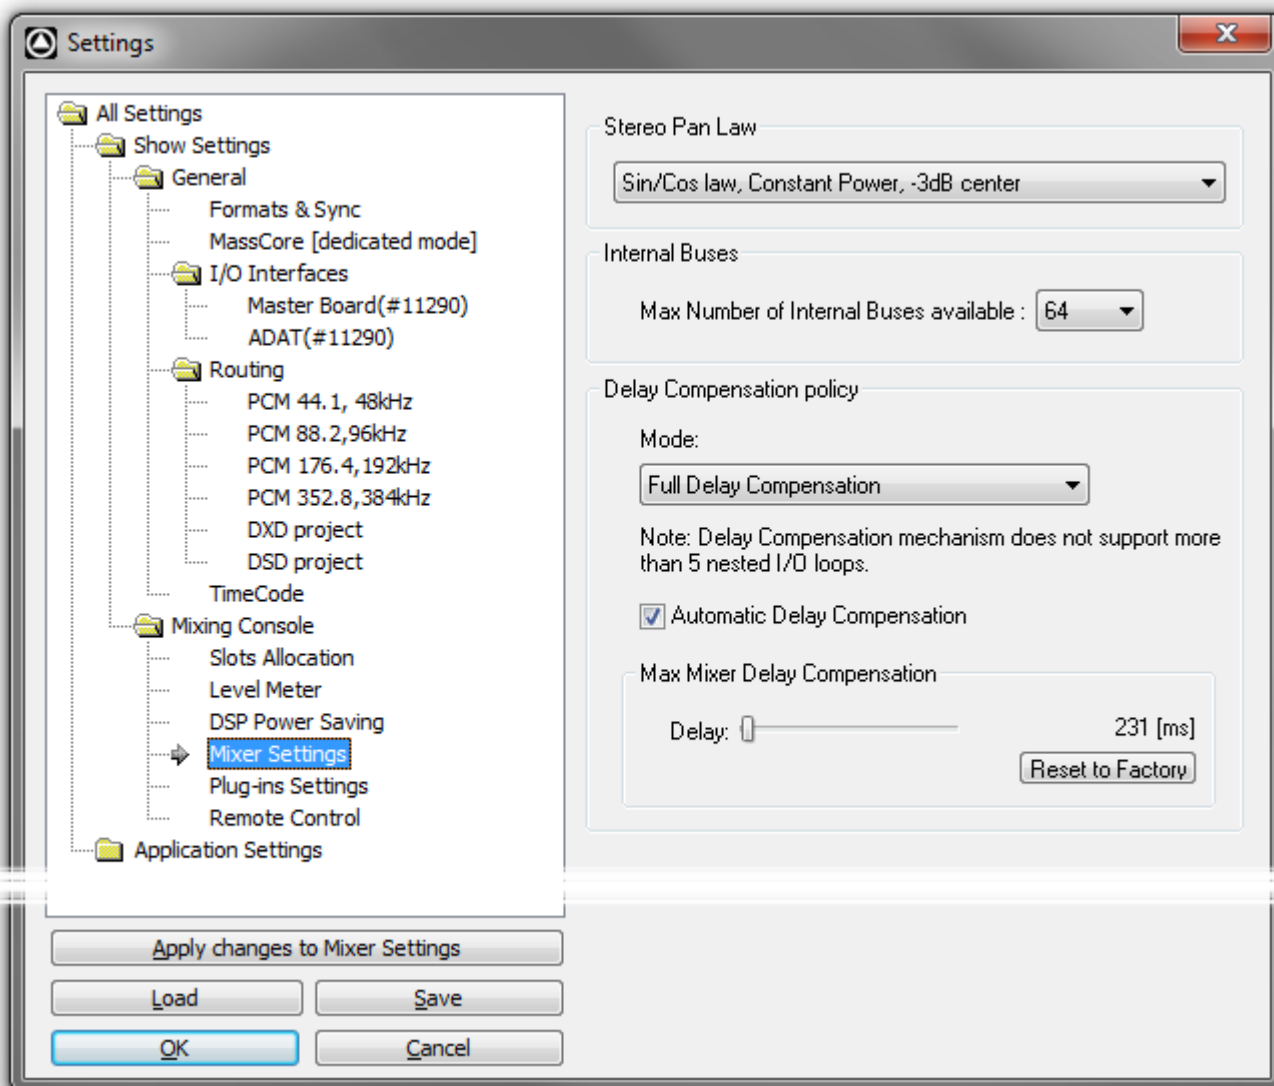 Settings
All Settings
Show Settings
General
Formats & Sync
MassCore [dedicated mode]
I/O Interfaces
Master Board(#11290)
ADAT(#11290)
Routing
PCM 44.1, 48kHz
PCM 88.2,96kHz
PCM 176.4,192kHz
PCM 352.8,384kHz
DXD project
DSD project
TimeCode
Mixing Console
Slots Allocation
Level Meter
DSP Power Saving
Mixer Settings
Plug-ins Settings
Remote Control
Application Settings
Apply changes to Mixer Settings
Load
Save
OK
Cancel
Stereo Pan Law
Sin/Cos law, Constant Power, -3dB center
Internal Buses
Max Number of Internal Buses available : 64
Delay Compensation policy
Mode:
Full Delay Compensation
Note: Delay Compensation mechanism does not support more
than 5 nested I/O loops.
Automatic Delay Compensation
Max Mixer Delay Compensation
Delay: 231 [ms]
Reset to Factory